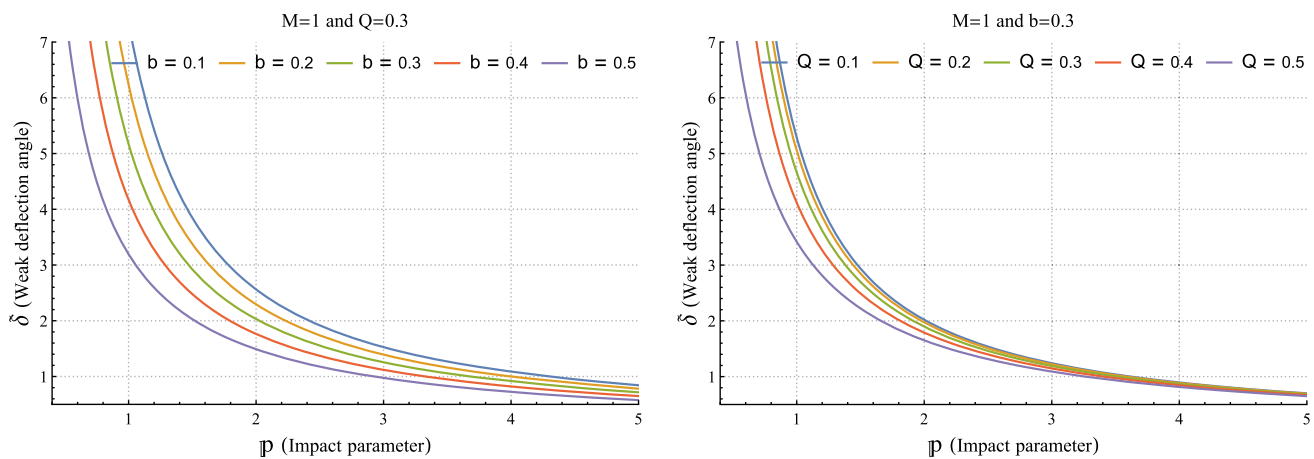 M=1 and Q=0.3
b = 0.1 b = 0.2 b = 0.3 b = 0.4 b = 0.5
7
6
5
4
3
2
1
δ̃ (Weak deflection angle)
1 2 3 4 5
ℙ (Impact parameter)
M=1 and b=0.3
Q = 0.1 Q = 0.2 Q = 0.3 Q = 0.4 Q = 0.5
7
6
5
4
3
2
1
δ̃ (Weak deflection angle)
1 2 3 4 5
ℙ (Impact parameter)